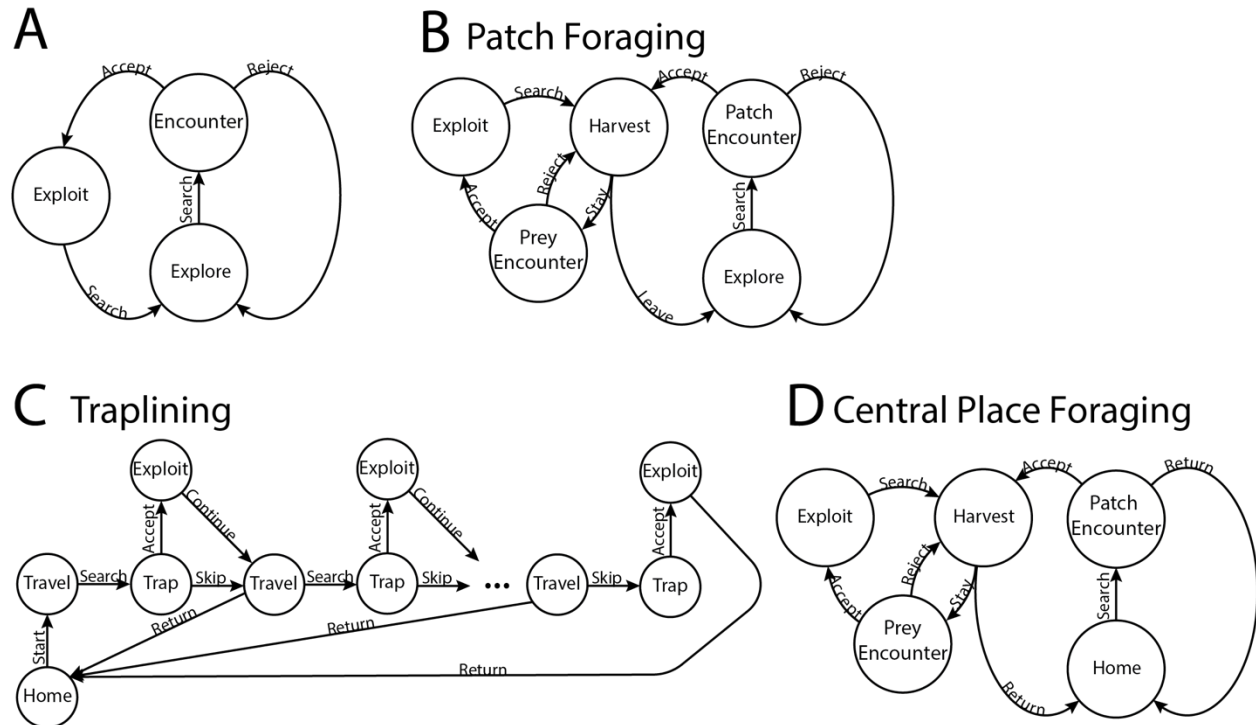 A
Accept
Reject
Encounter
Exploit
Search
Explore
Search
B Patch Foraging
Search
Accept
Reject
Exploit
Harvest
Patch
Encounter
Reject
Stay
Accept
Search
Prey
Encounter
Explore
Leave
C Traplining
Exploit
Exploit
Exploit
Accept
Continue
Accept
Continue
Accept
Travel
Search
Trap
Skip
Travel
Search
Trap
Skip
...
Travel
Skip
Trap
Start
Return
Return
Return
Home
D Central Place Foraging
Search
Accept
Return
Exploit
Harvest
Patch
Encounter
Reject
Stay
Accept
Search
Prey
Encounter
Home
Return